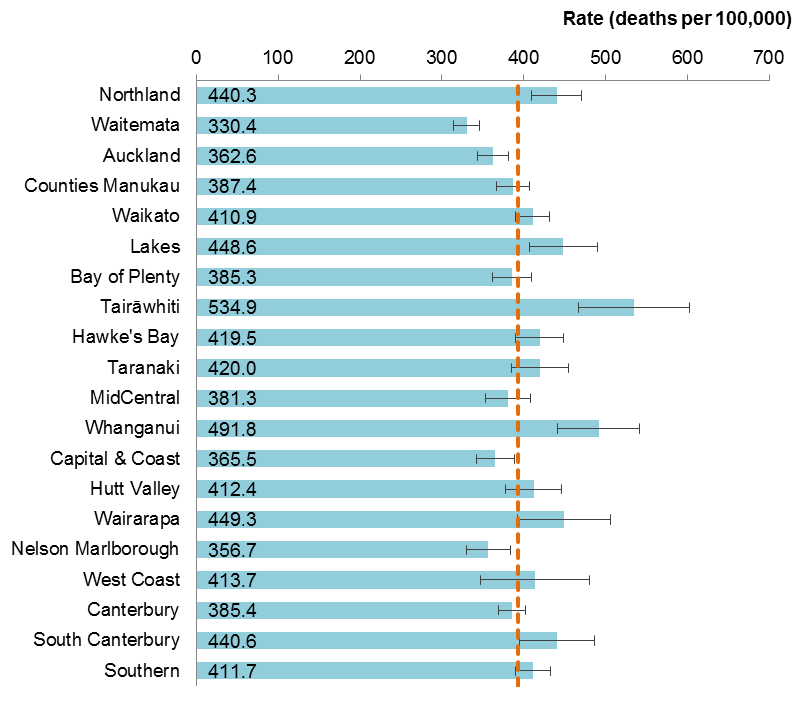 Rate (deaths per 100,000)
0 100 200 300 400 500 600 700
Northland 440.3
Waitemata 330.4
Auckland 362.6
Counties Manukau 387.4
Waikato 410.9
Lakes 448.6
Bay of Plenty 385.3
Tairāwhiti 534.9
Hawke's Bay 419.5
Taranaki 420.0
MidCentral 381.3
Whanganui 491.8
Capital & Coast 365.5
Hutt Valley 412.4
Wairarapa 449.3
Nelson Marlborough 356.7
West Coast 413.7
Canterbury 385.4
South Canterbury 440.6
Southern 411.7